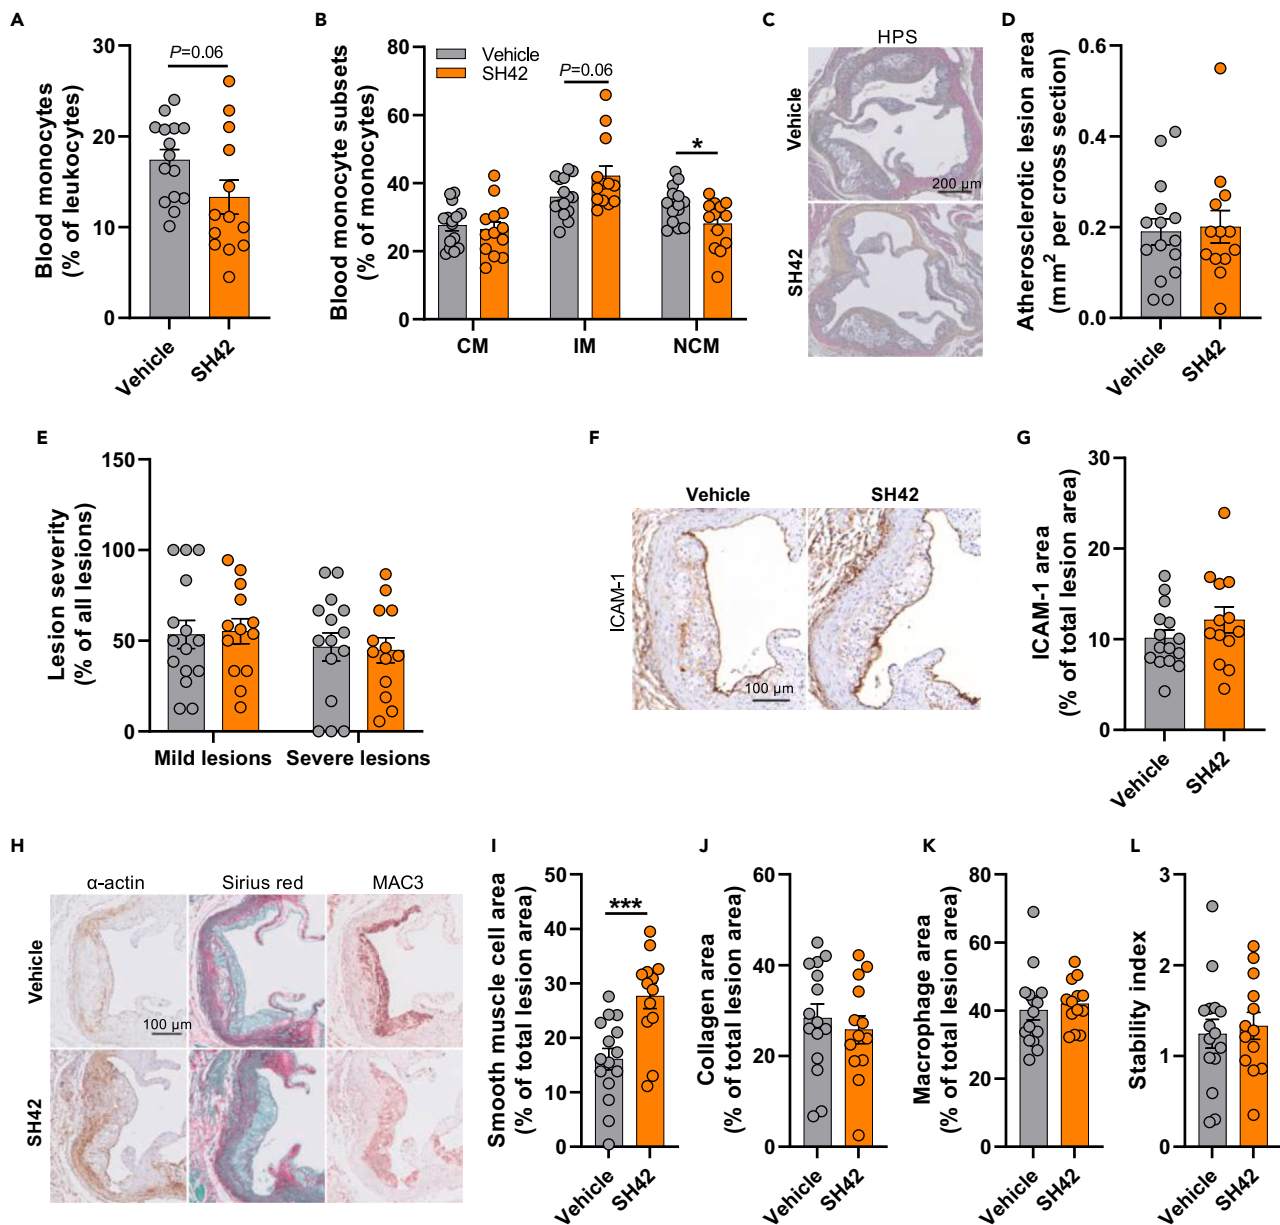 A
Blood monocytes
(% of leukocytes)
30
20
10
0
P=0.06
Vehicle
SH42
B
Blood monocyte subsets
(% of monocytes)
80
60
40
20
0
Vehicle
SH42
P=0.06
*
CM
IM
NCM
C
HPS
Vehicle
200 µm
SH42
D
Atherosclerotic lesion area
(mm² per cross section)
0.6
0.4
0.2
0.0
Vehicle
SH42
E
Lesion severity
(% of all lesions)
150
100
50
0
Mild lesions
Severe lesions
F
Vehicle
SH42
ICAM-1
100 µm
G
ICAM-1 area
(% of total lesion area)
30
20
10
0
Vehicle
SH42
H
α-actin
Sirius red
MAC3
Vehicle
100 µm
SH42
I
Smooth muscle cell area
(% of total lesion area)
50
40
30
20
10
0
***
Vehicle
SH42
J
Collagen area
(% of total lesion area)
60
40
20
0
Vehicle
SH42
K
Macrophage area
(% of total lesion area)
80
60
40
20
0
Vehicle
SH42
L
Stability index
3
2
1
0
Vehicle
SH42